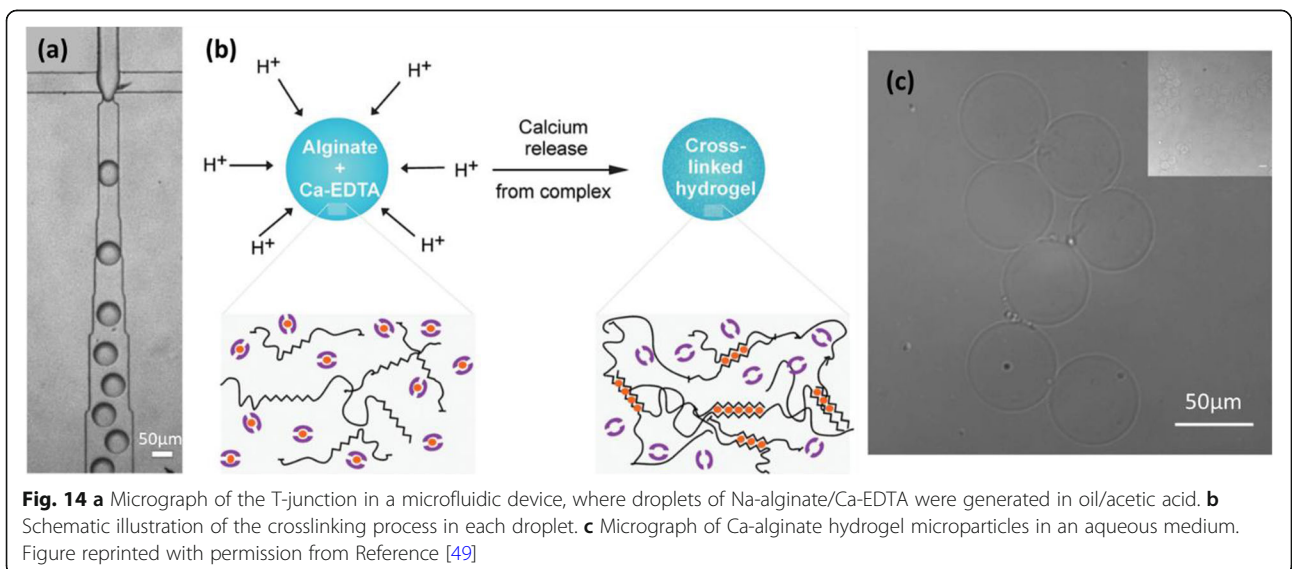 (a)
50µm
(b)
H+
H+
H+
H+
H+
H+
Alginate
+
Ca-EDTA
Calcium
release
from complex
Cross-
linked
hydrogel
(c)
50µm
Fig. 14 a Micrograph of the T-junction in a microfluidic device, where droplets of Na-alginate/Ca-EDTA were generated in oil/acetic acid. b
Schematic illustration of the crosslinking process in each droplet. c Micrograph of Ca-alginate hydrogel microparticles in an aqueous medium.
Figure reprinted with permission from Reference [49]